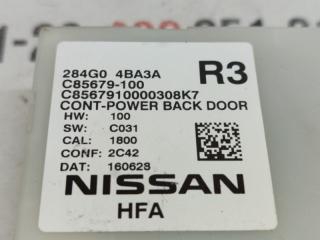 284G0 4BA3A R3
C85679-100
C8567910000308K7
CONT-POWER BACK DOOR
HW: 100
SW: C031
CAL: 1800
CONF: 2C42
DAT: 160628
NISSAN
HFA